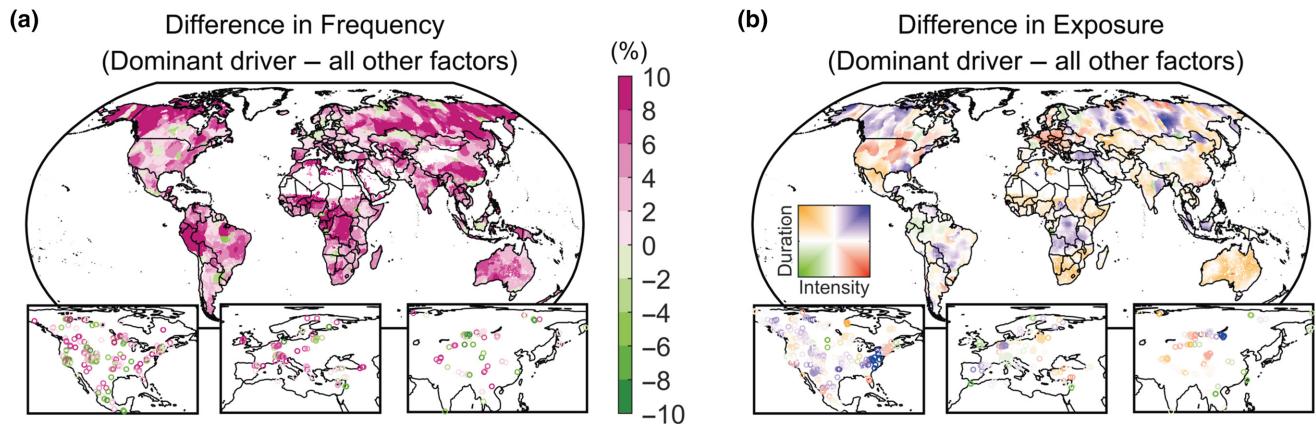 (a)
Difference in Frequency
(Dominant driver – all other factors)
(%)
10
8
6
4
2
0
−2
−4
−6
−8
−10
(b)
Difference in Exposure
(Dominant driver – all other factors)
Duration
Intensity